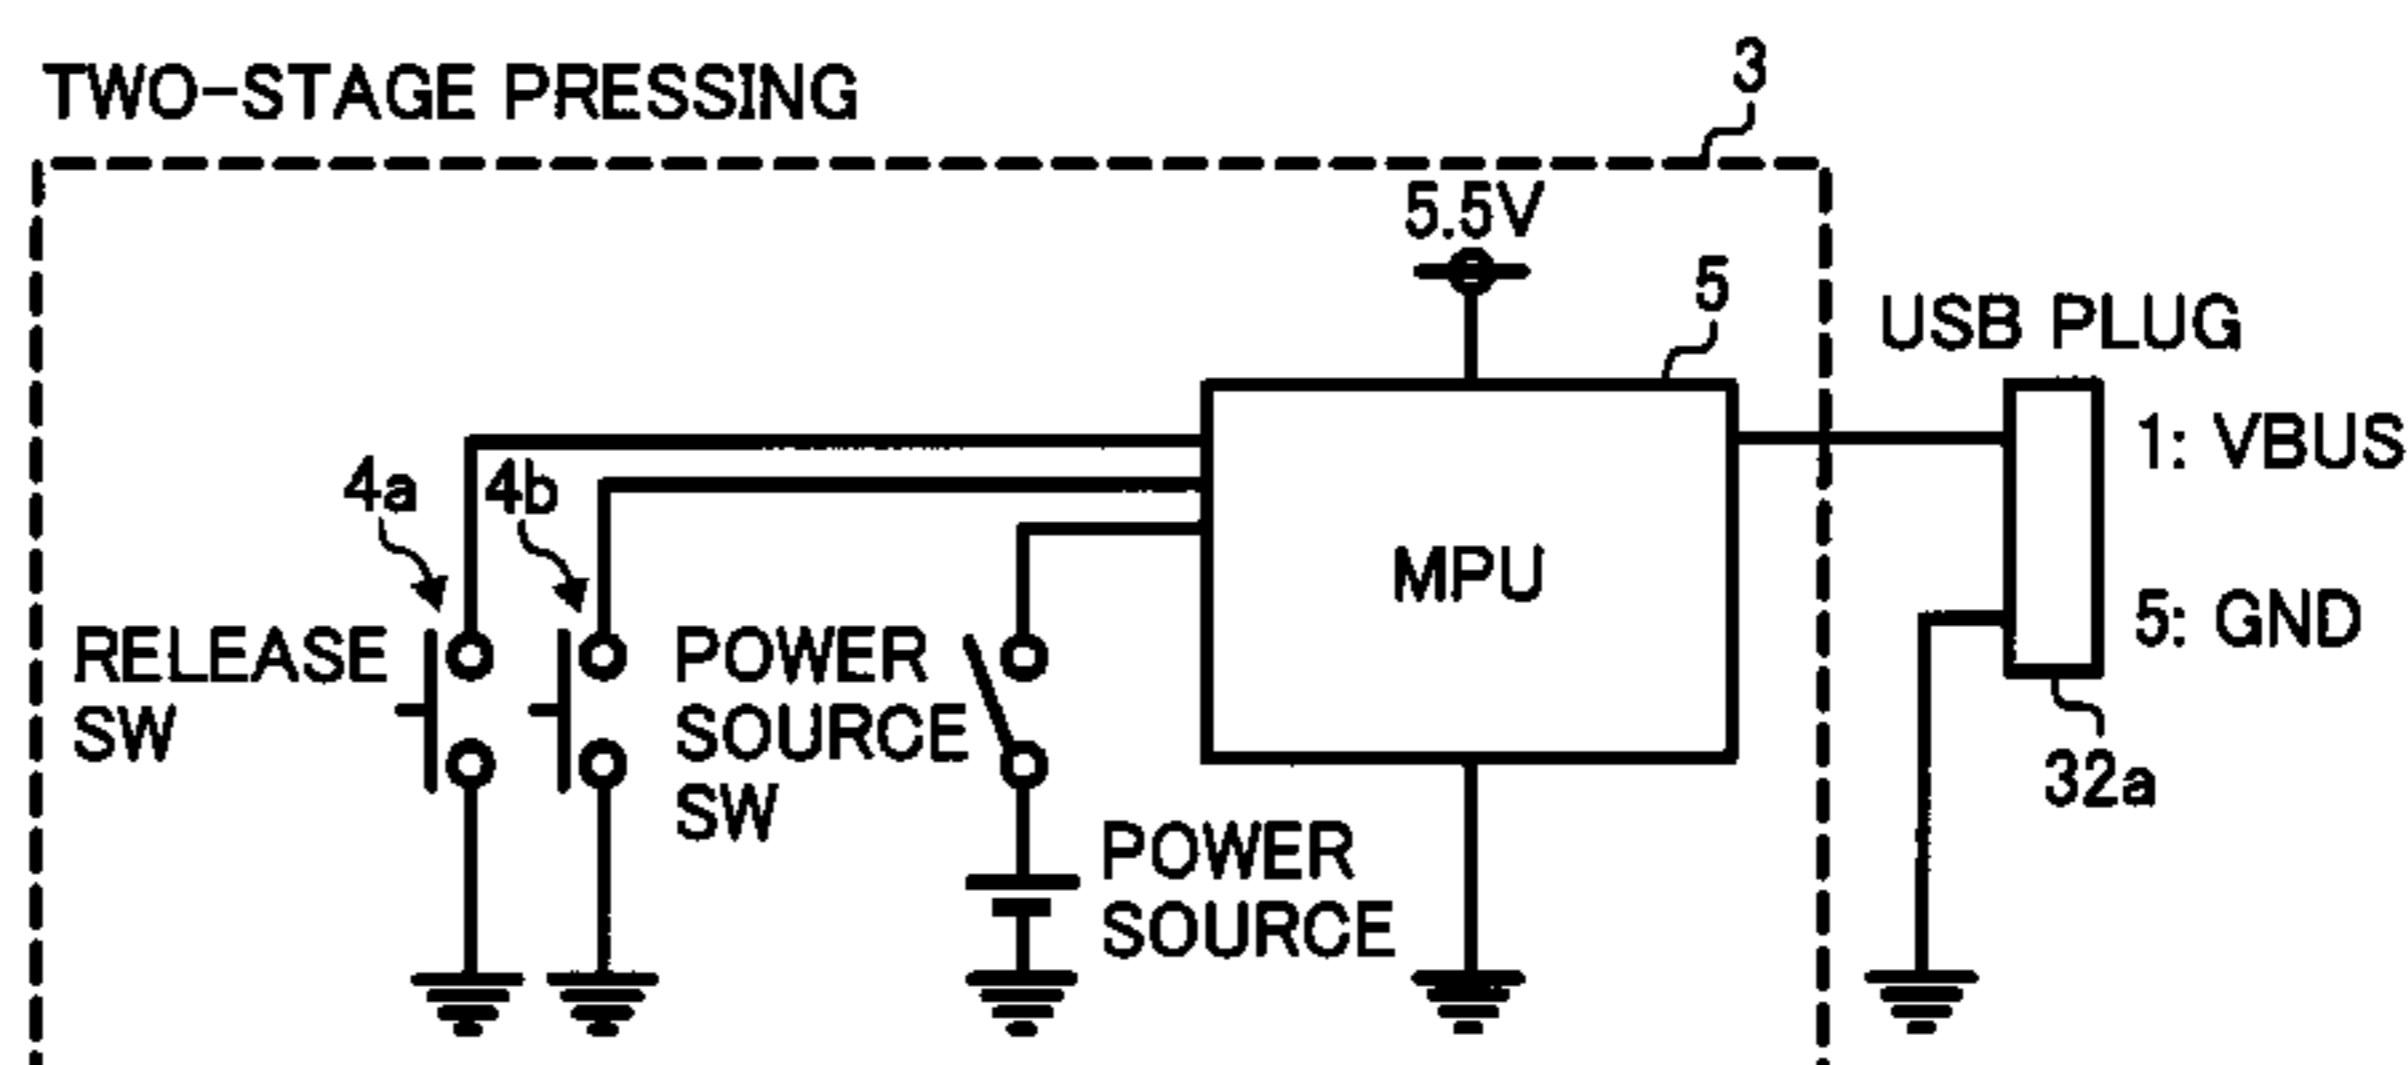 TWO-STAGE PRESSING
3
5.5V
5
USB PLUG
1: VBUS
4a
4b
MPU
5: GND
RELEASE
SW
POWER
SOURCE
SW
32a
POWER
SOURCE